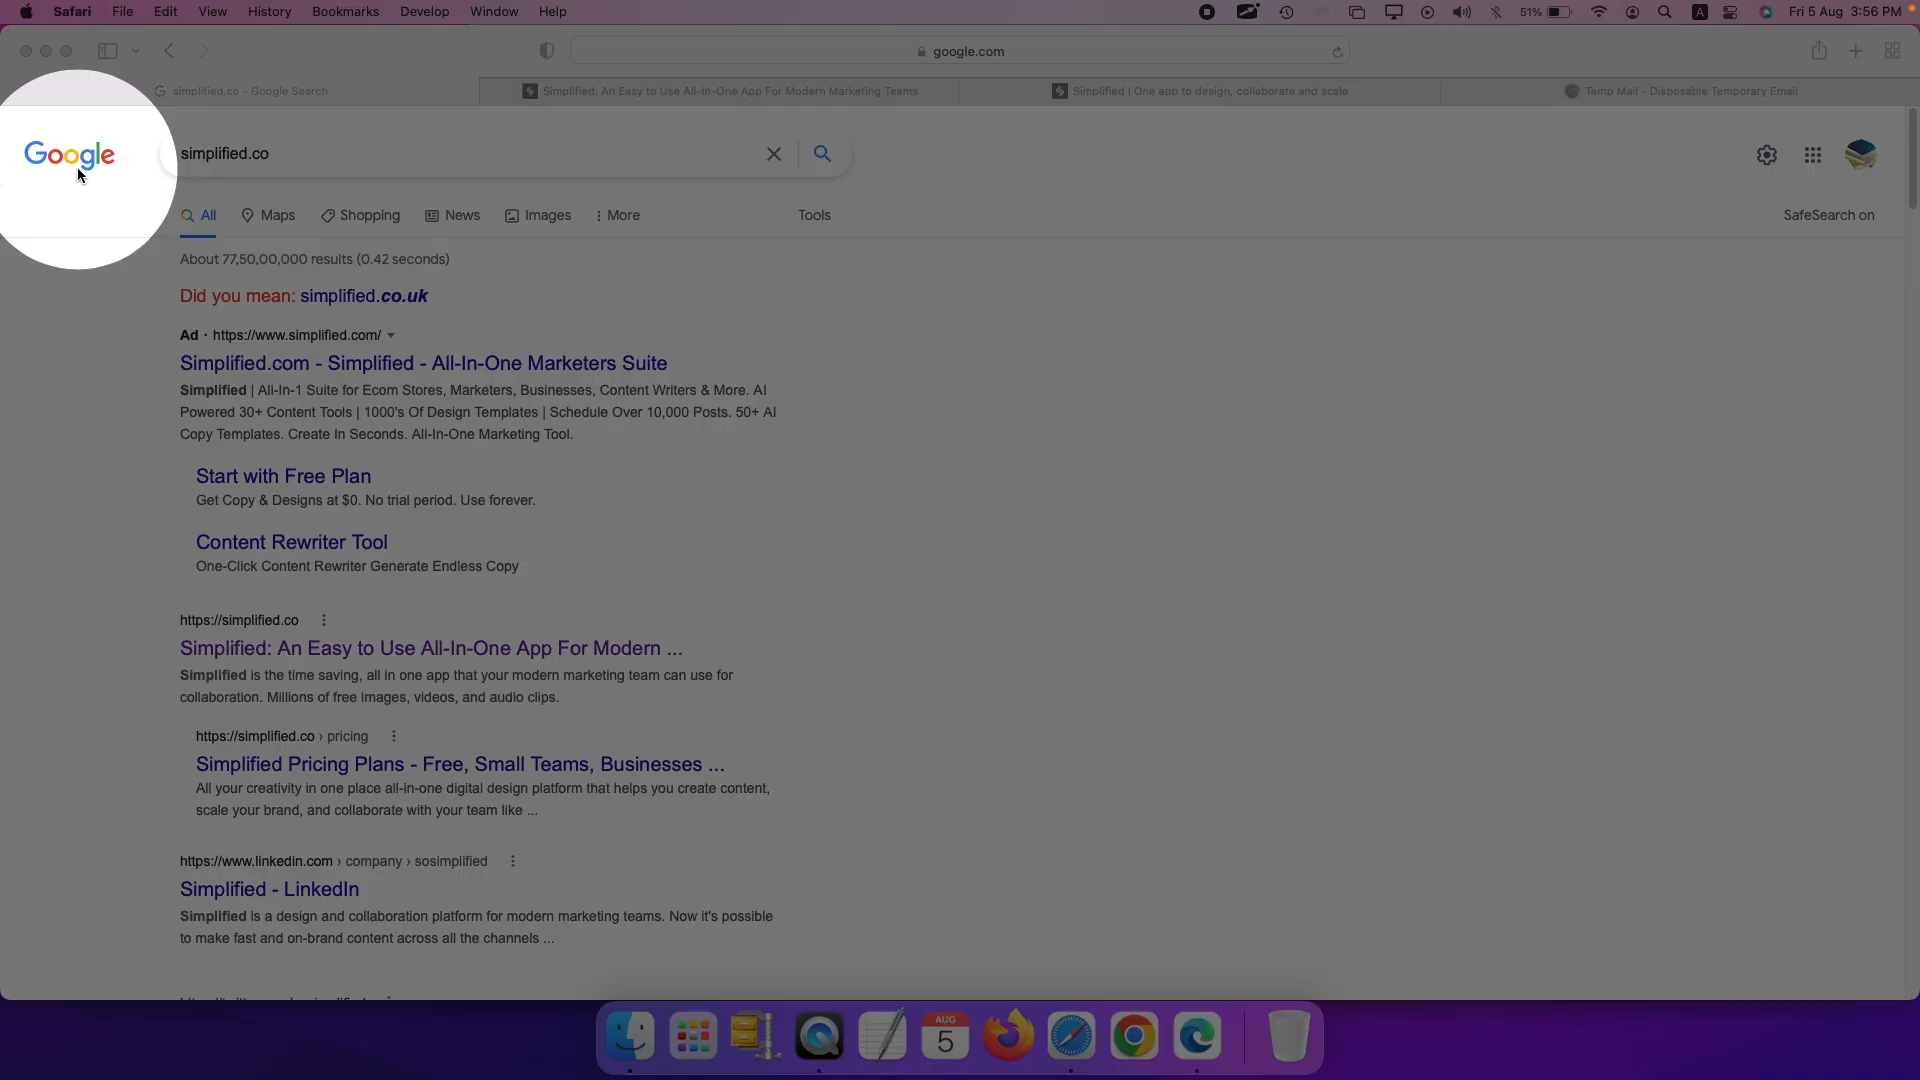 Safari File Edit View History Bookmarks Develop Window Help
51% A Fri 5 Aug 3:56 PM
google.com
simplified.co - Google Search
Simplified: An Easy to Use All-In-One App For Modern Marketing Teams
Simplified | One app to design, collaborate and scale
Temp Mail - Disposable Temporary Email
Google
simplified.co
All Maps Shopping News Images More Tools SafeSearch on
About 77,50,00,000 results (0.42 seconds)
Did you mean: simplified.co.uk
Ad · https://www.simplified.com/
Simplified.com - Simplified - All-In-One Marketers Suite
Simplified | All-In-1 Suite for Ecom Stores, Marketers, Businesses, Content Writers & More. AI
Powered 30+ Content Tools | 1000's Of Design Templates | Schedule Over 10,000 Posts. 50+ AI
Copy Templates. Create In Seconds. All-In-One Marketing Tool.
Start with Free Plan
Get Copy & Designs at $0. No trial period. Use forever.
Content Rewriter Tool
One-Click Content Rewriter Generate Endless Copy
https://simplified.co
Simplified: An Easy to Use All-In-One App For Modern ...
Simplified is the time saving, all in one app that your modern marketing team can use for
collaboration. Millions of free images, videos, and audio clips.
https://simplified.co › pricing
Simplified Pricing Plans - Free, Small Teams, Businesses ...
All your creativity in one place all-in-one digital design platform that helps you create content,
scale your brand, and collaborate with your team like ...
https://www.linkedin.com › company › sosimplified
Simplified - LinkedIn
Simplified is a design and collaboration platform for modern marketing teams. Now it's possible
to make fast and on-brand content across all the channels ...
AUG
5